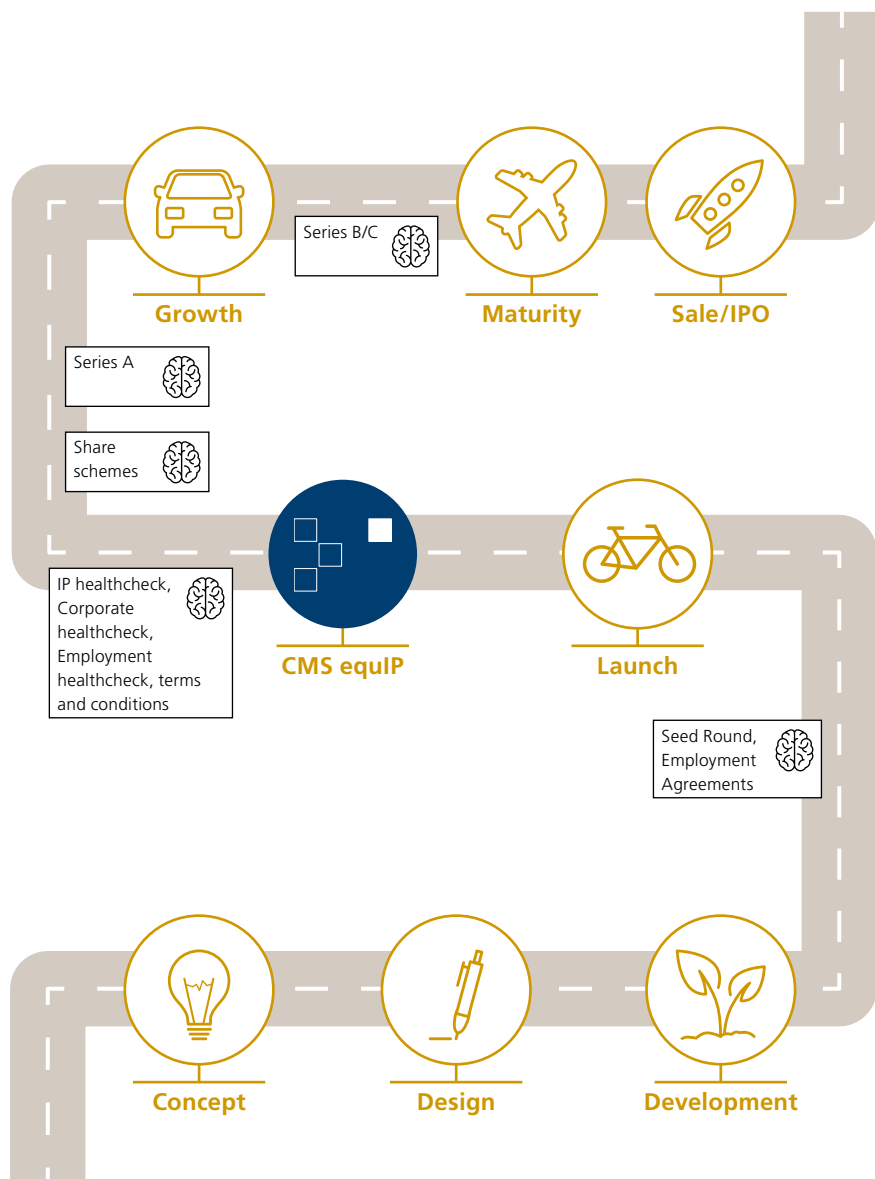 Series B/C
Growth
Maturity
Sale/IPO
Series A
Share
schemes
IP healthcheck,
Corporate
healthcheck,
Employment
healthcheck, terms
and conditions
CMS equIP
Launch
Seed Round,
Employment
Agreements
Concept
Design
Development